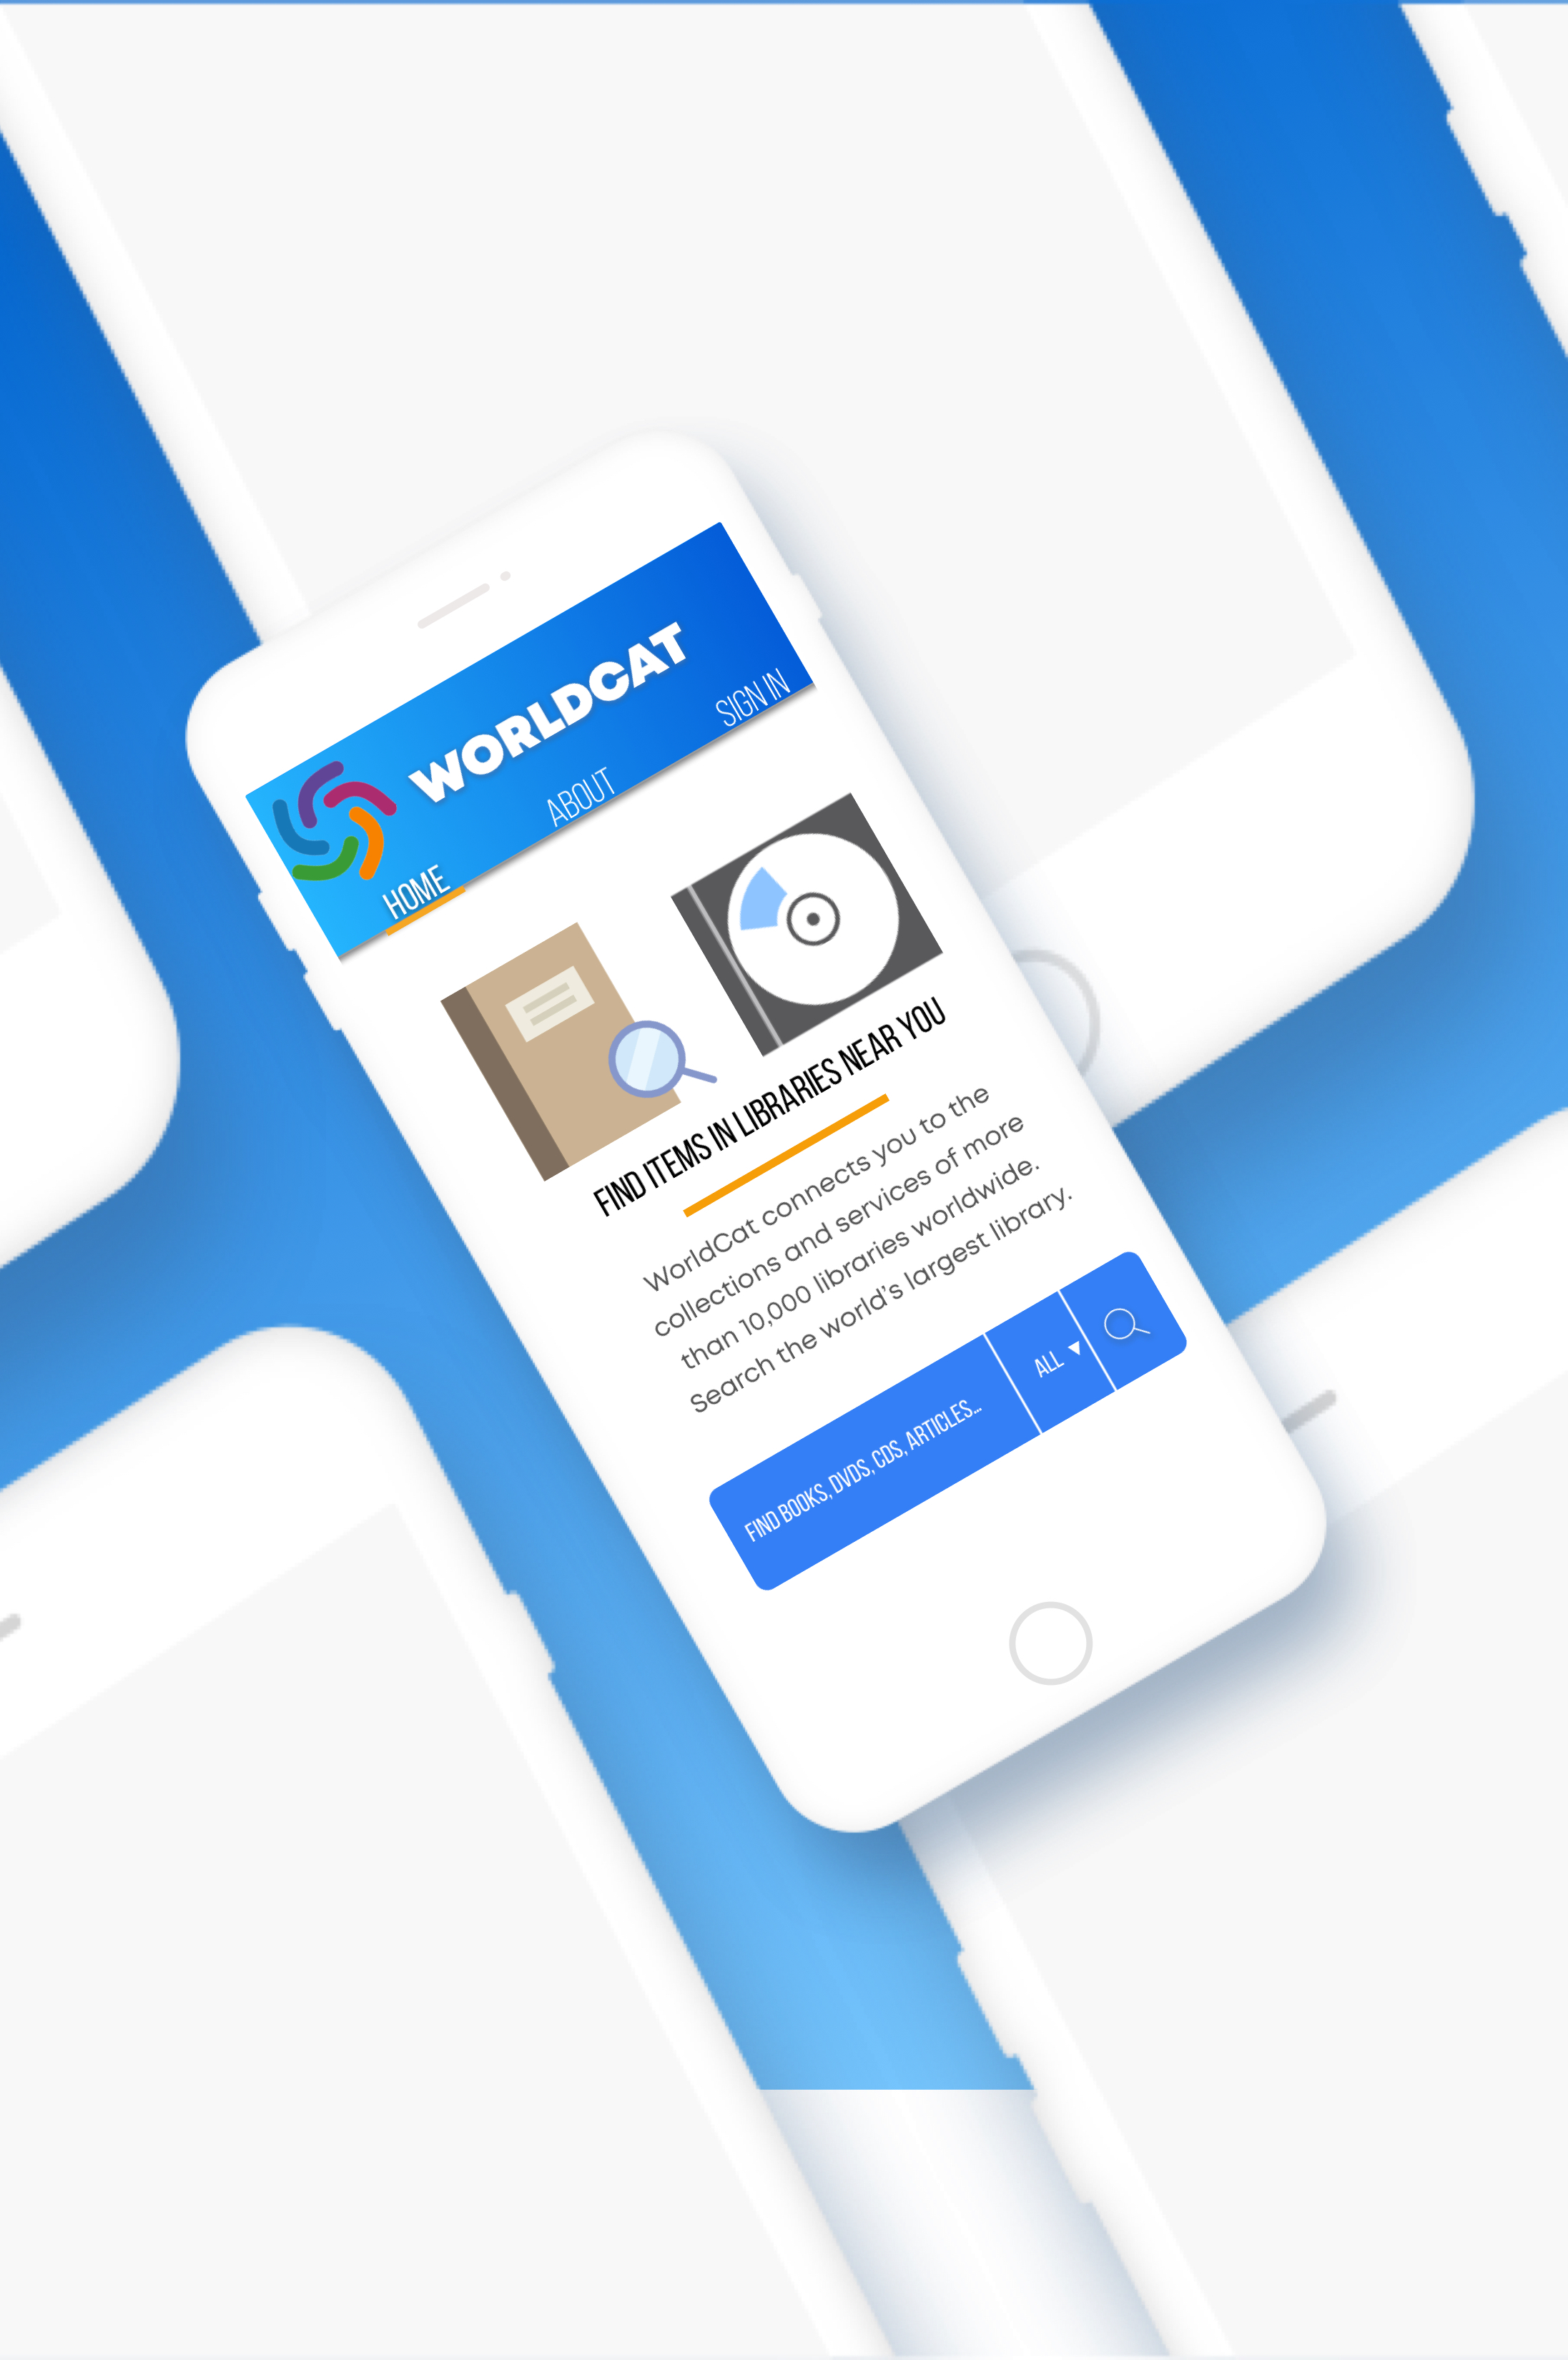 WORLDCAT
HOME
ABOUT
SIGN IN
FIND ITEMS IN LIBRARIES NEAR YOU
WorldCat connects you to the
collections and services of more
than 10,000 libraries worldwide.
Search the world's largest library.
FIND BOOKS, DVDS, CDS, ARTICLES...
ALL